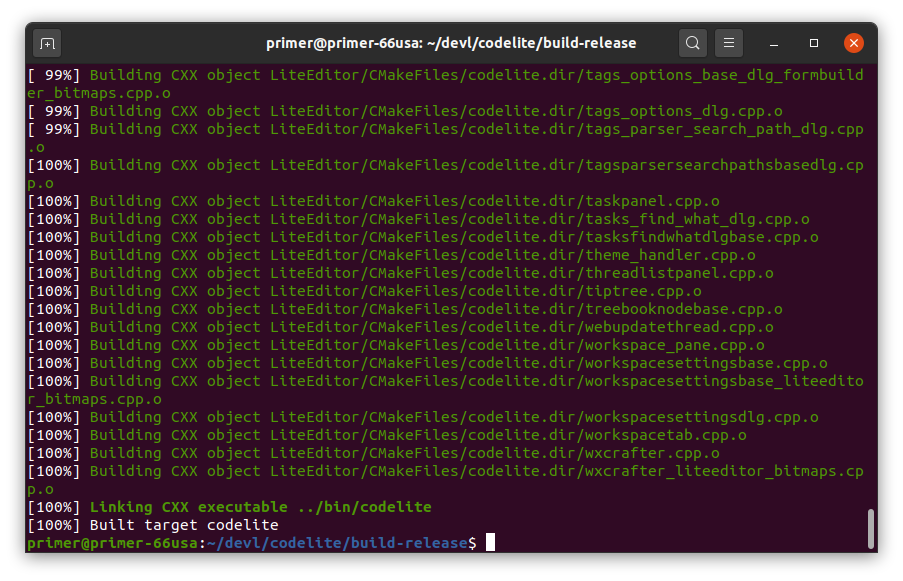 primer@primer-66usa: ~/devl/codelite/build-release
[ 99%] Building CXX object LiteEditor/CMakeFiles/codelite.dir/tags_options_base_dlg_formbuild
er_bitmaps.cpp.o
[ 99%] Building CXX object LiteEditor/CMakeFiles/codelite.dir/tags_options_dlg.cpp.o
[ 99%] Building CXX object LiteEditor/CMakeFiles/codelite.dir/tags_parser_search_path_dlg.cpp
.o
[100%] Building CXX object LiteEditor/CMakeFiles/codelite.dir/tagsparsersearchpathsbasedlg.cp
p.o
[100%] Building CXX object LiteEditor/CMakeFiles/codelite.dir/taskpanel.cpp.o
[100%] Building CXX object LiteEditor/CMakeFiles/codelite.dir/tasks_find_what_dlg.cpp.o
[100%] Building CXX object LiteEditor/CMakeFiles/codelite.dir/tasksfindwhatdlgbase.cpp.o
[100%] Building CXX object LiteEditor/CMakeFiles/codelite.dir/theme_handler.cpp.o
[100%] Building CXX object LiteEditor/CMakeFiles/codelite.dir/threadlistpanel.cpp.o
[100%] Building CXX object LiteEditor/CMakeFiles/codelite.dir/tiptree.cpp.o
[100%] Building CXX object LiteEditor/CMakeFiles/codelite.dir/treebooknodebase.cpp.o
[100%] Building CXX object LiteEditor/CMakeFiles/codelite.dir/webupdatethread.cpp.o
[100%] Building CXX object LiteEditor/CMakeFiles/codelite.dir/workspace_pane.cpp.o
[100%] Building CXX object LiteEditor/CMakeFiles/codelite.dir/workspacesettingsbase.cpp.o
[100%] Building CXX object LiteEditor/CMakeFiles/codelite.dir/workspacesettingsbase_liteedito
r_bitmaps.cpp.o
[100%] Building CXX object LiteEditor/CMakeFiles/codelite.dir/workspacesettingsdlg.cpp.o
[100%] Building CXX object LiteEditor/CMakeFiles/codelite.dir/workspacetab.cpp.o
[100%] Building CXX object LiteEditor/CMakeFiles/codelite.dir/wxcrafter.cpp.o
[100%] Building CXX object LiteEditor/CMakeFiles/codelite.dir/wxcrafter_liteeditor_bitmaps.cp
p.o
[100%] Linking CXX executable ../bin/codelite
[100%] Built target codelite
primer@primer-66usa:~/devl/codelite/build-release$